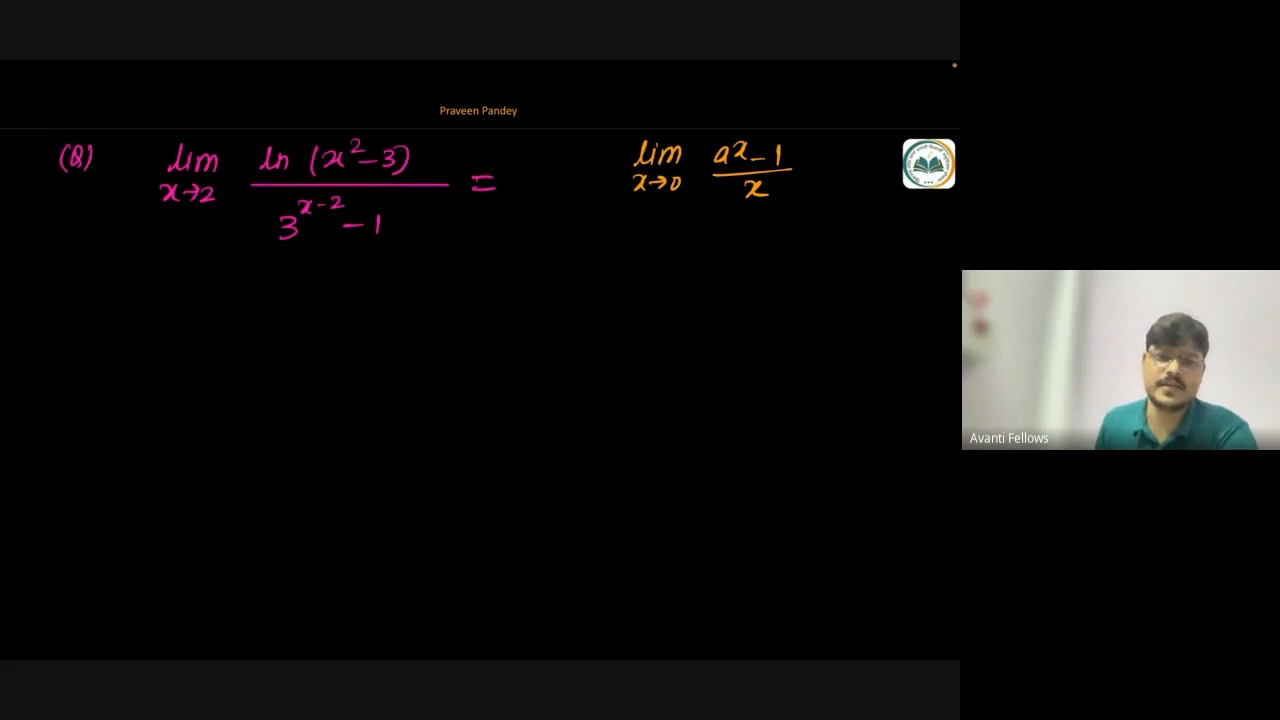 Praveen Pandey
(Q) lim x→2 ln (x²-3) / 3^(x-2) - 1 =
lim x→0 a^x - 1 / x
Avanti Fellows